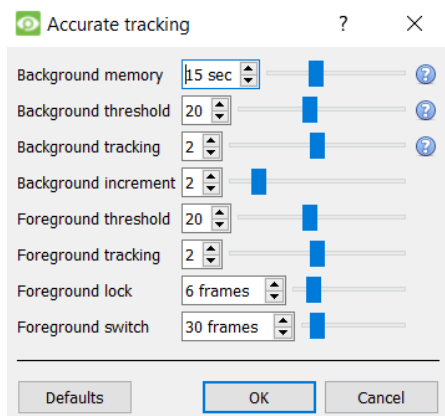 Accurate tracking ? ×
Background memory 15 sec ?
Background threshold 20 ?
Background tracking 2 ?
Background increment 2
Foreground threshold 20
Foreground tracking 2
Foreground lock 6 frames
Foreground switch 30 frames
Defaults OK Cancel